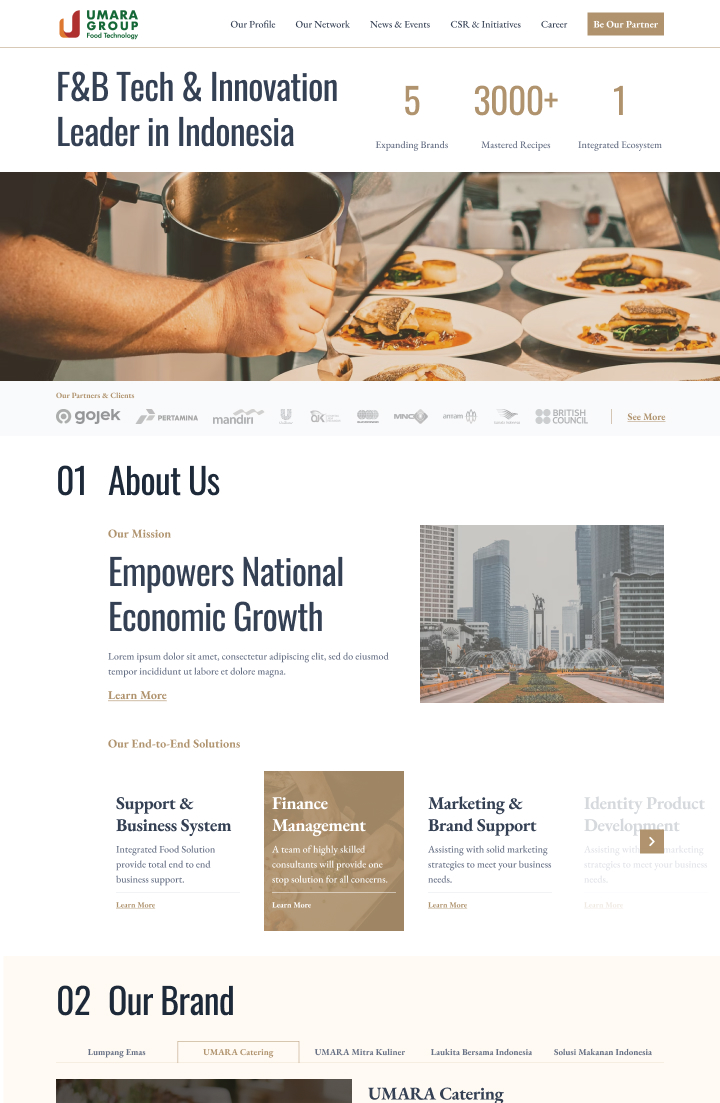 UMARA
GROUP
Food Technology
Our Profile
Our Network
News & Events
CSR & Initiatives
Career
Be Our Partner
F&B Tech & Innovation
Leader in Indonesia
5
Expanding Brands
3000+
Mastered Recipes
1
Integrated Ecosystem
Our Partners & Clients
gojek
PERTAMINA
mandiri
MNC
antam
BRITISH
COUNCIL
See More
01 About Us
Our Mission
Empowers National
Economic Growth
Lorem ipsum dolor sit amet, consectetur adipiscing elit, sed do eiusmod
tempor incididunt ut labore et dolore magna.
Learn More
Our End-to-End Solutions
Support &
Business System
Integrated Food Solution
provide total end to end
business support.
Learn More
Finance
Management
A team of highly skilled
consultants will provide one
stop solution for all concerns.
Learn More
Marketing &
Brand Support
Assisting with solid marketing
strategies to meet your business
needs.
Learn More
Identity Product
Development
Assisting with marketing
strategies to meet your business
needs.
Learn More
02 Our Brand
Lumpang Emas
UMARA Catering
UMARA Mitra Kuliner
Laukita Bersama Indonesia
Solusi Makanan Indonesia
UMARA Catering